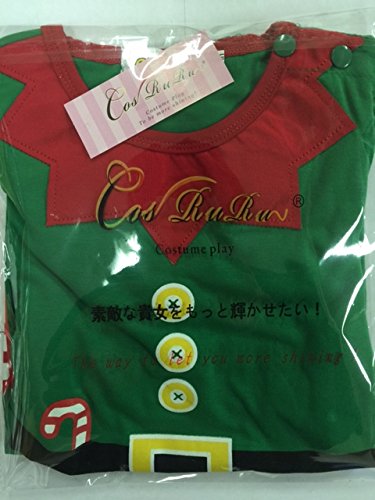 Cos RuRu
Costume play
To be more shining!
Cos RuRu®
Costume play
素敵な貴女をもっと輝かせたい！
The way to let you more shining